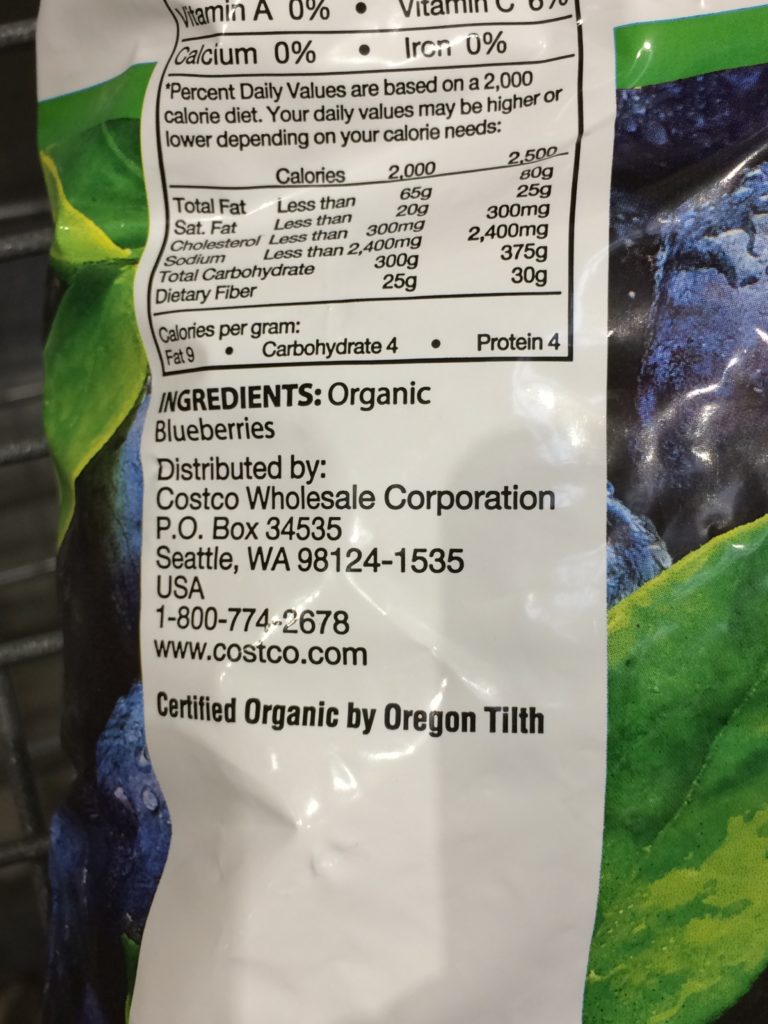 Vitamin A 0% • Vitamin C
Calcium 0% • Iron 0%
*Percent Daily Values are based on a 2,000
calorie diet. Your daily values may be higher or
lower depending on your calorie needs:
Calories 2,000 2,500
Total Fat Less than 65g 80g
Sat. Fat Less than 20g 25g
Cholesterol Less than 300mg 300mg
Sodium Less than 2,400mg 2,400mg
Total Carbohydrate 300g 375g
Dietary Fiber 25g 30g
Calories per gram:
Fat 9 • Carbohydrate 4 • Protein 4
INGREDIENTS: Organic
Blueberries
Distributed by:
Costco Wholesale Corporation
P.O. Box 34535
Seattle, WA 98124-1535
USA
1-800-774-2678
www.costco.com
Certified Organic by Oregon Tilth